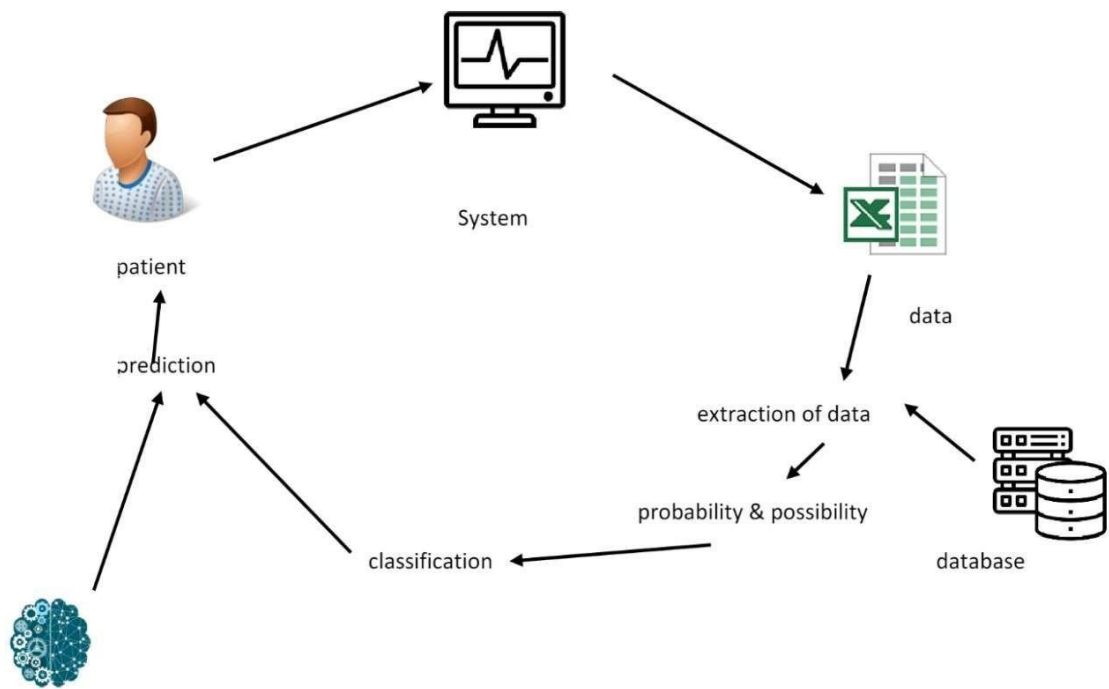 System
patient
data
prediction
extraction of data
probability & possibility
classification
database